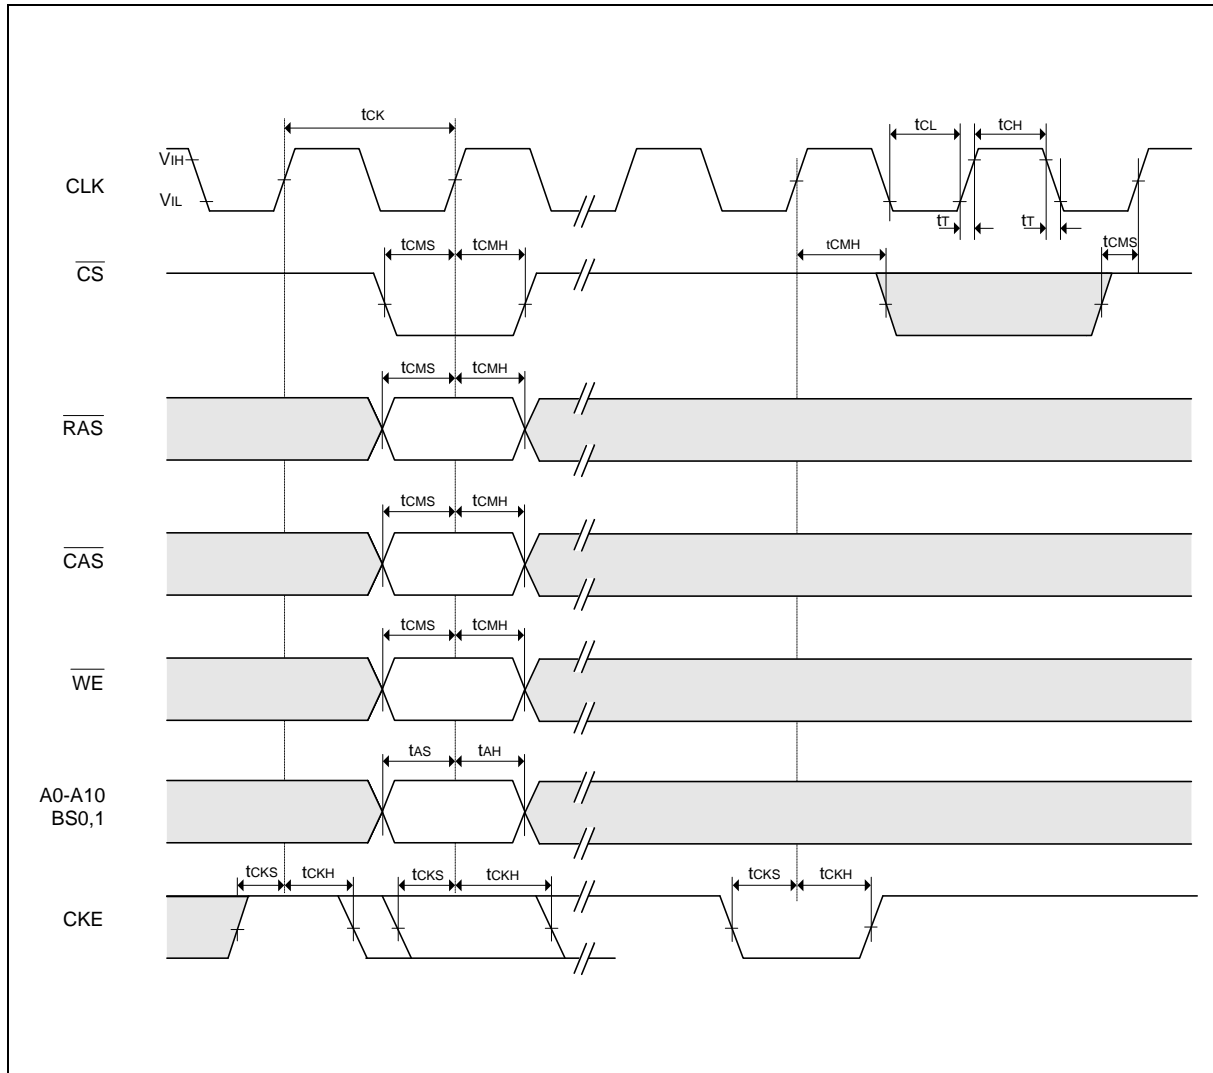 tCK
tCL
tCH
VIH
CLK
VIL
tT
tT
tCMS
tCMH
tCMH
tCMS
CS
tCMS
tCMH
RAS
tCMS
tCMH
CAS
tCMS
tCMH
WE
tAS
tAH
A0-A10
BS0,1
tCKS
tCKH
tCKS
tCKH
tCKS
tCKH
CKE